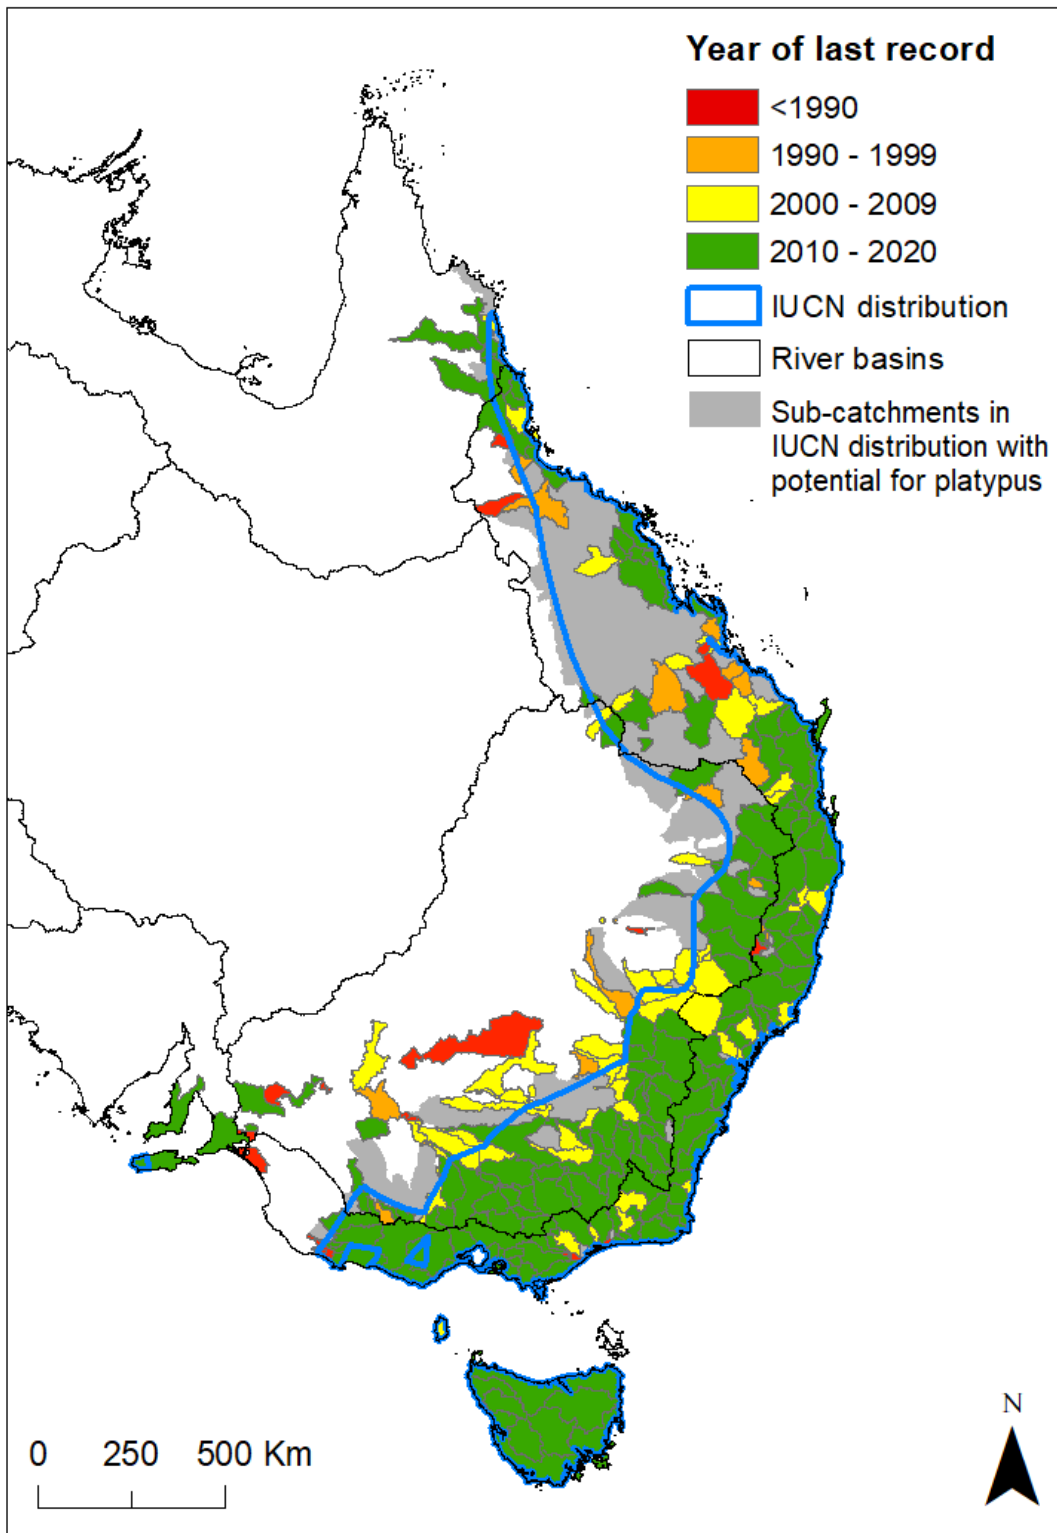 Year of last record
<1990
1990 - 1999
2000 - 2009
2010 - 2020
IUCN distribution
River basins
Sub-catchments in
IUCN distribution with
potential for platypus
N
0 250 500 Km